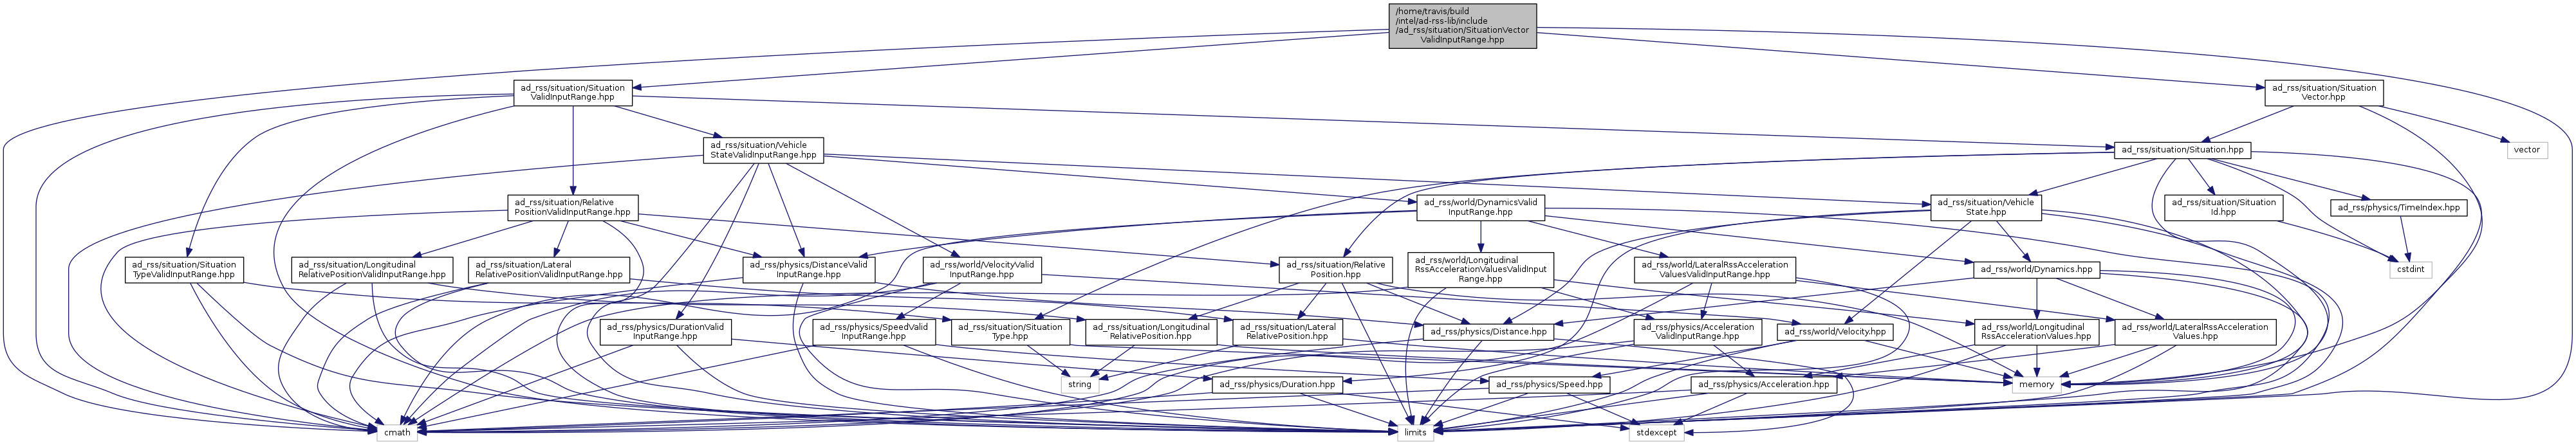 /home/travis/build
/intel/ad-rss-lib/include
/ad_rss/situation/SituationVector
ValidInputRange.hpp
ad_rss/situation/Situation
ValidInputRange.hpp
ad_rss/situation/Situation
Vector.hpp
ad_rss/situation/Vehicle
StateValidInputRange.hpp
ad_rss/situation/Situation.hpp
vector
ad_rss/situation/Relative
PositionValidInputRange.hpp
ad_rss/world/DynamicsValid
InputRange.hpp
ad_rss/situation/Vehicle
State.hpp
ad_rss/situation/Situation
Id.hpp
ad_rss/physics/TimeIndex.hpp
ad_rss/situation/Situation
TypeValidInputRange.hpp
ad_rss/situation/Longitudinal
RelativePositionValidInputRange.hpp
ad_rss/situation/Lateral
RelativePositionValidInputRange.hpp
ad_rss/physics/DistanceValid
InputRange.hpp
ad_rss/world/VelocityValid
InputRange.hpp
ad_rss/situation/Relative
Position.hpp
ad_rss/world/Longitudinal
RssAccelerationValuesValidInput
Range.hpp
ad_rss/world/LateralRssAcceleration
ValuesValidInputRange.hpp
ad_rss/world/Dynamics.hpp
cstdint
ad_rss/physics/DurationValid
InputRange.hpp
ad_rss/physics/SpeedValid
InputRange.hpp
ad_rss/situation/Situation
Type.hpp
ad_rss/situation/Longitudinal
RelativePosition.hpp
ad_rss/situation/Lateral
RelativePosition.hpp
ad_rss/physics/Distance.hpp
ad_rss/physics/Acceleration
ValidInputRange.hpp
ad_rss/world/Velocity.hpp
ad_rss/world/Longitudinal
RssAccelerationValues.hpp
ad_rss/world/LateralRssAcceleration
Values.hpp
string
ad_rss/physics/Duration.hpp
ad_rss/physics/Speed.hpp
ad_rss/physics/Acceleration.hpp
memory
cmath
limits
stdexcept